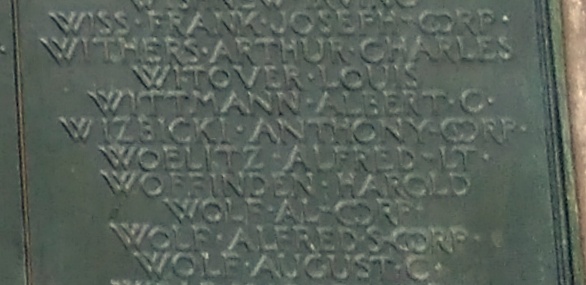 WISS·FRANK·JOSEPH·CORP·
WITHERS·ARTHUR·CHARLES
WITOVER·LOUIS
WITTMANN·ALBERT·C·
WIZBICKI·ANTHONY·CORP·
WOELITZ·ALFRED·LT·
WOFFINDEN·HAROLD
WOLF·AL·CORP·
WOLF·ALFRED·S·CORP·
WOLF·AUGUST·C·